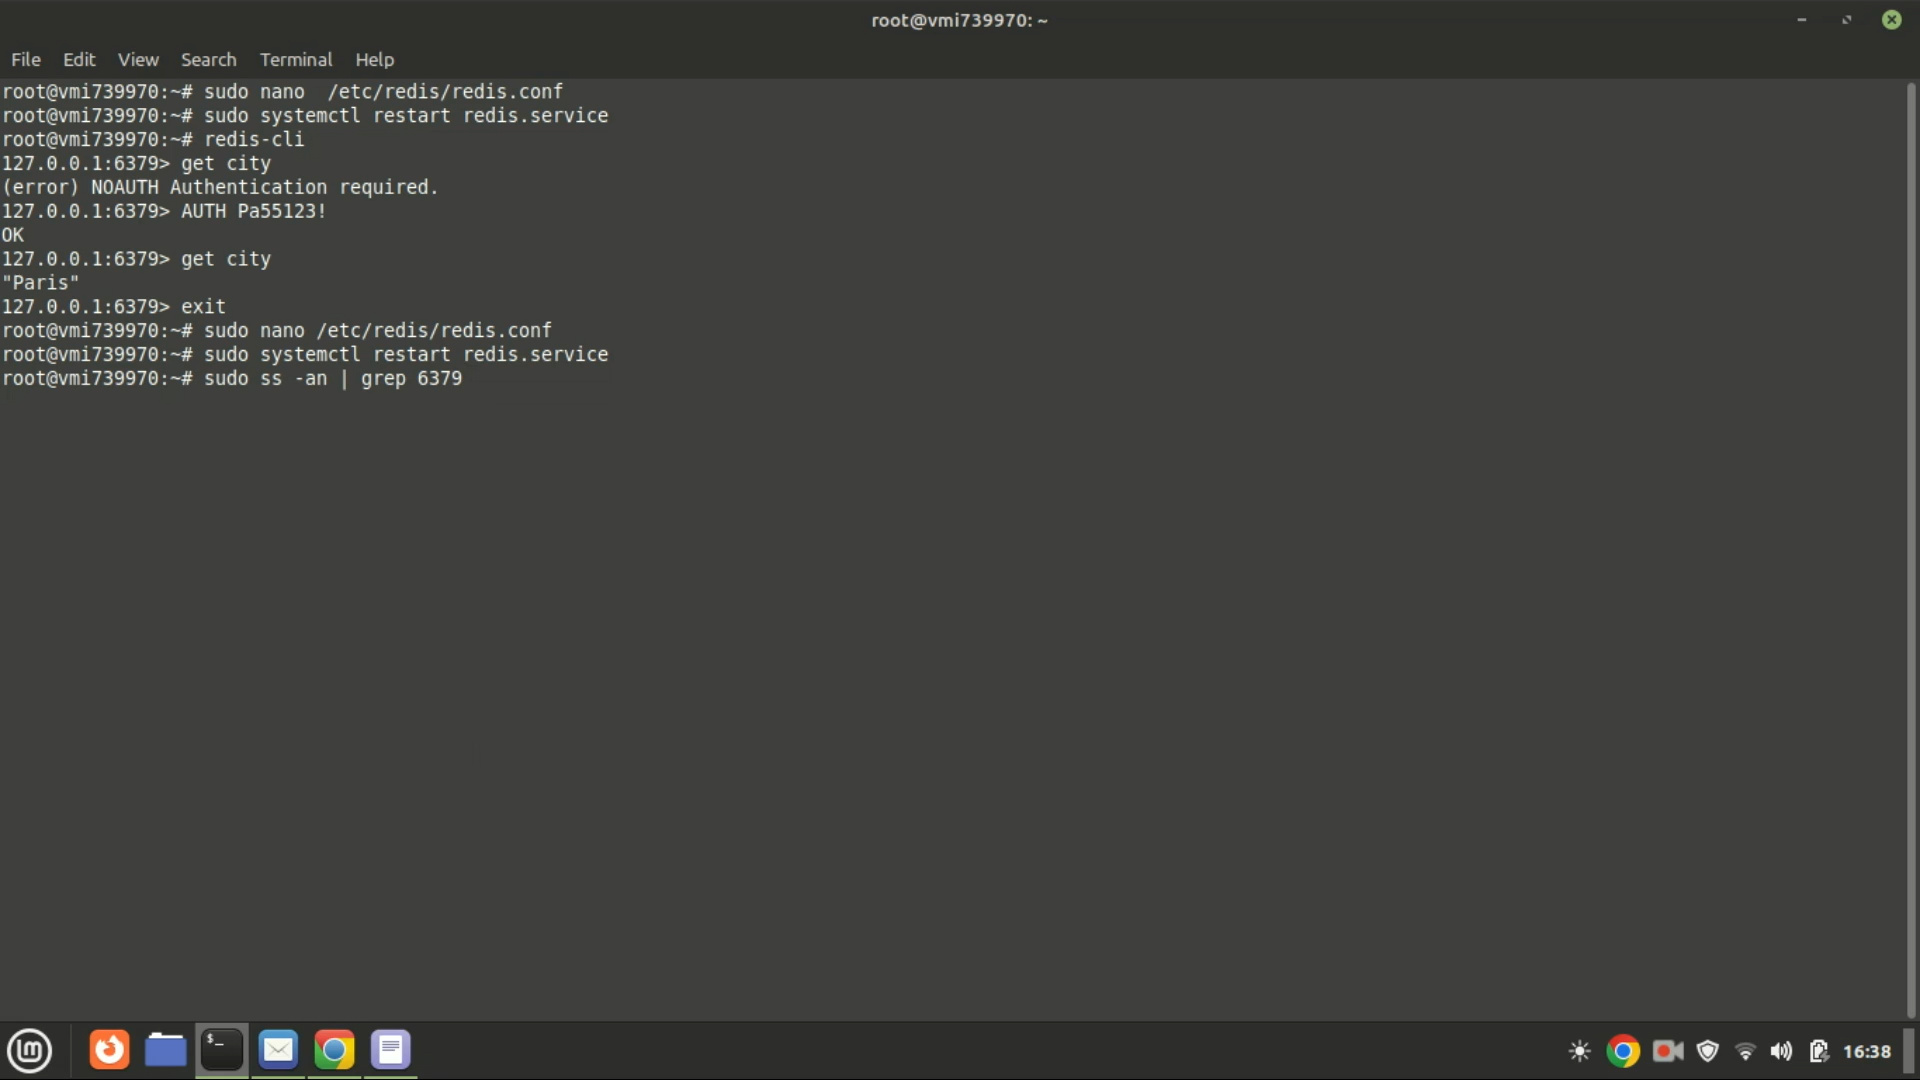 root@vmi739970: ~
File Edit View Search Terminal Help
root@vmi739970:~# sudo nano  /etc/redis/redis.conf
root@vmi739970:~# sudo systemctl restart redis.service
root@vmi739970:~# redis-cli
127.0.0.1:6379> get city
(error) NOAUTH Authentication required.
127.0.0.1:6379> AUTH Pa55123!
OK
127.0.0.1:6379> get city
"Paris"
127.0.0.1:6379> exit
root@vmi739970:~# sudo nano /etc/redis/redis.conf
root@vmi739970:~# sudo systemctl restart redis.service
root@vmi739970:~# sudo ss -an | grep 6379
$_
16:38